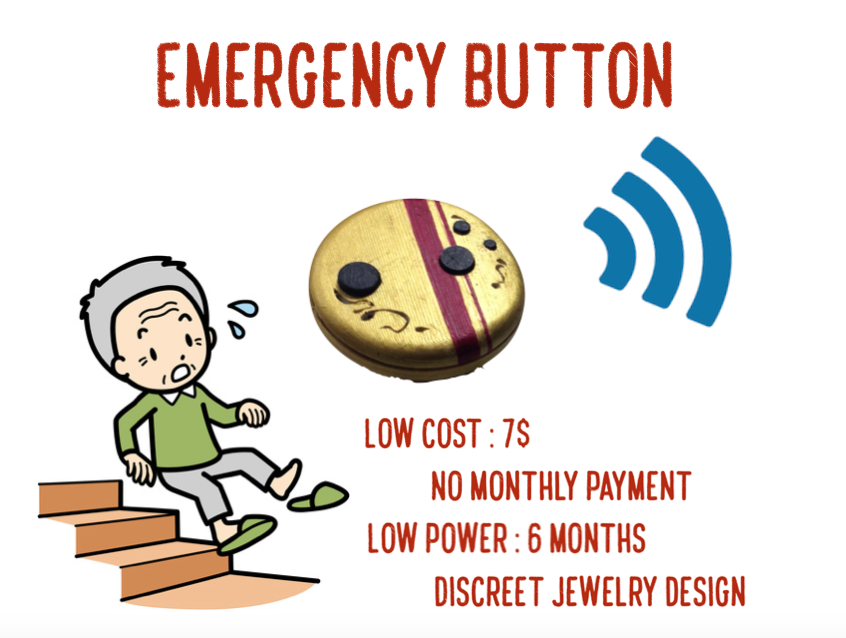 EMERGENCY BUTTON
LOW COST : 7$
NO MONTHLY PAYMENT
LOW POWER : 6 MONTHS
DISCREET JEWELRY DESIGN